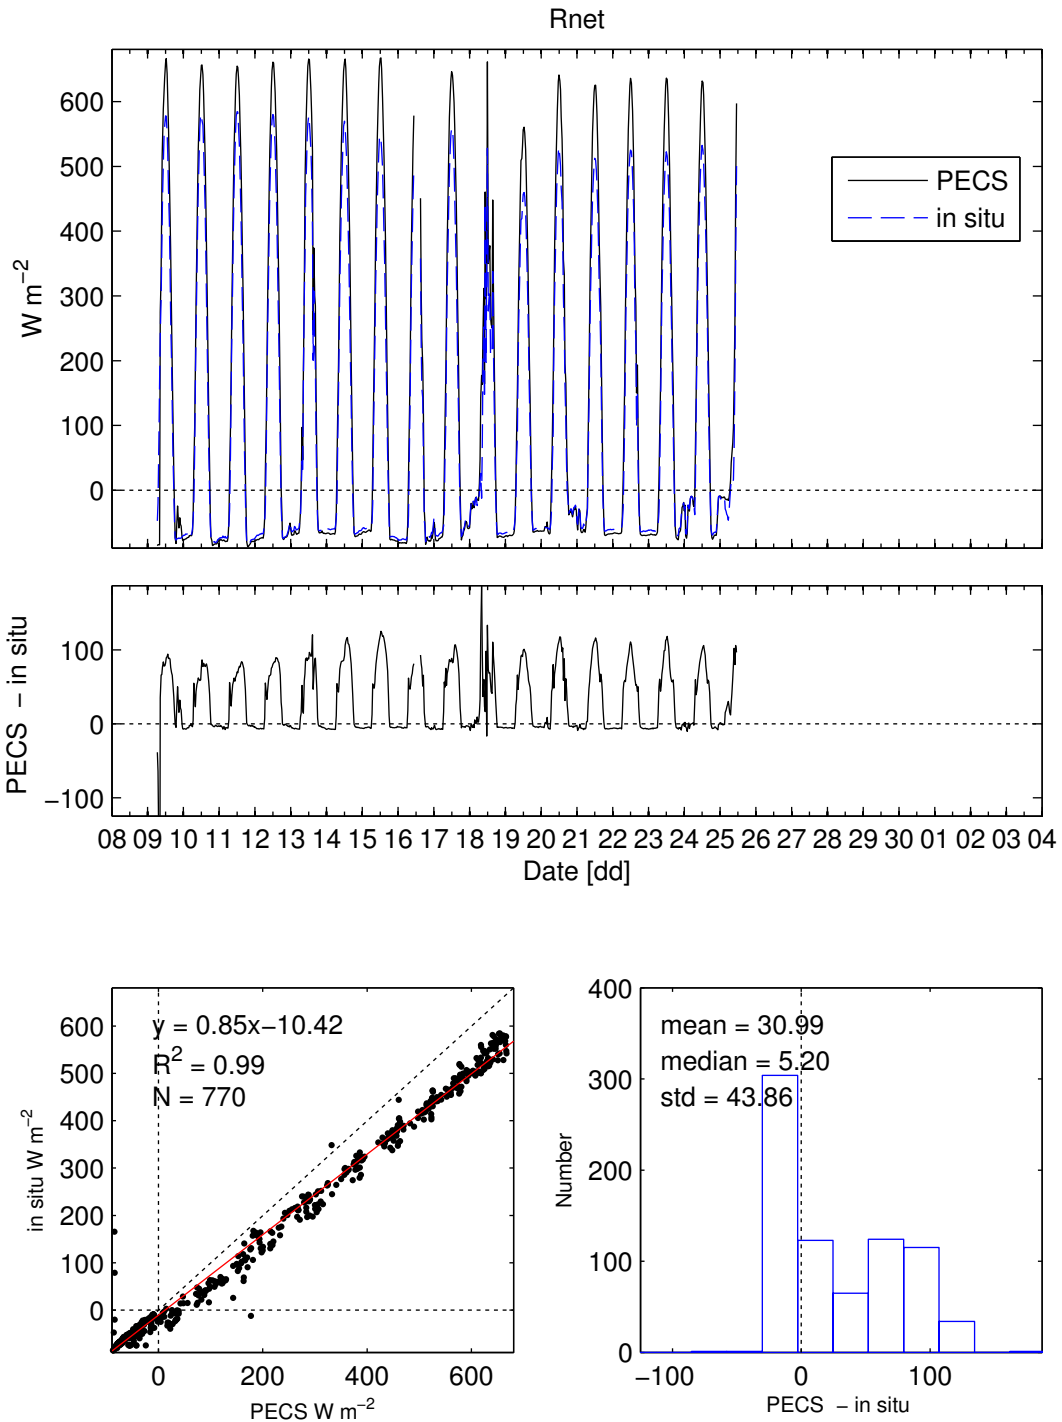 Rnet
600
500
400
300
200
100
0
W m−2
PECS
in situ
100
0
−100
PECS − in situ
08 09 10 11 12 13 14 15 16 17 18 19 20 21 22 23 24 25 26 27 28 29 30 01 02 03 04
Date [dd]
600
500
400
300
200
100
0
in situ W m−2
y = 0.85x−10.42
R2 = 0.99
N = 770
0 200 400 600
PECS W m−2
400
300
200
100
0
Number
mean = 30.99
median = 5.20
std = 43.86
−100 0 100
PECS − in situ